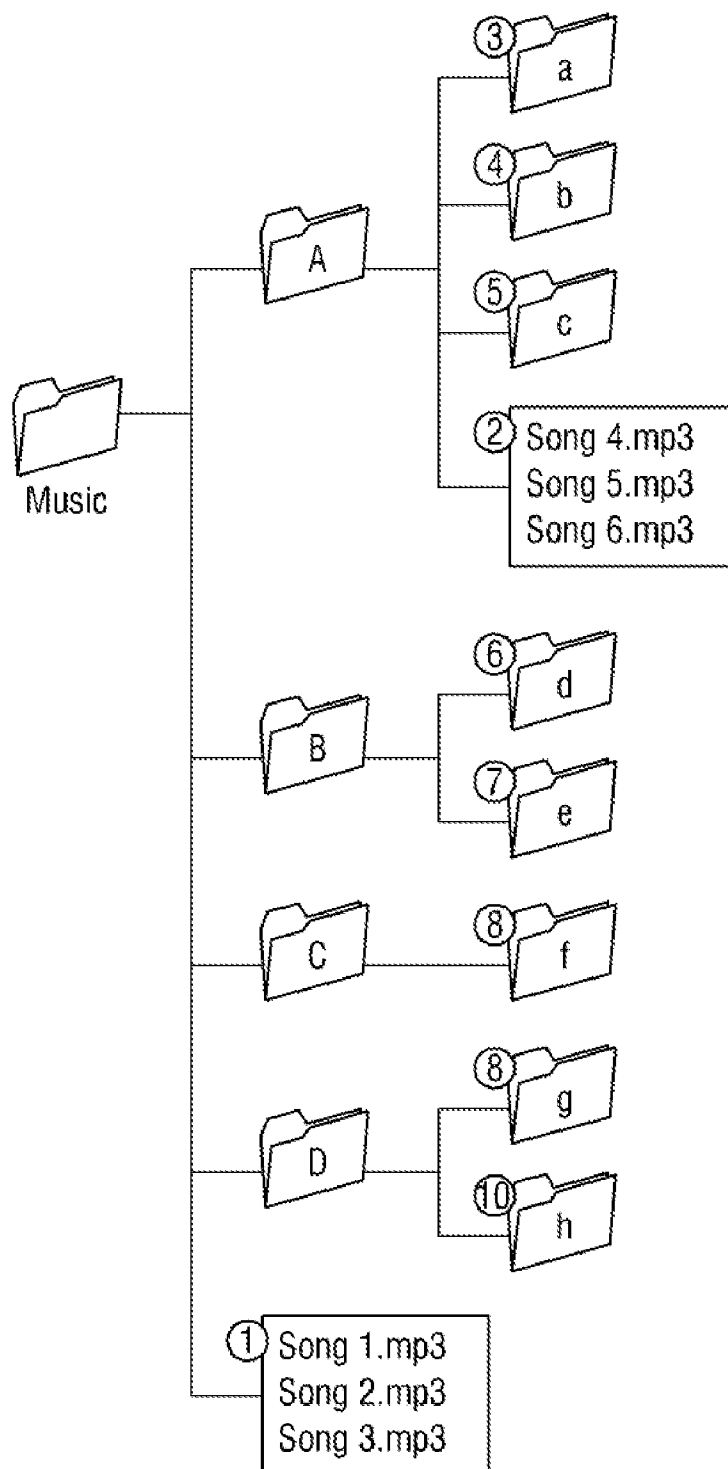 ③
a
④
b
A
⑤
c
Music
②
Song 4.mp3
Song 5.mp3
Song 6.mp3
⑥
d
B
⑦
e
⑧
C
f
⑧
g
D
⑩
h
①
Song 1.mp3
Song 2.mp3
Song 3.mp3